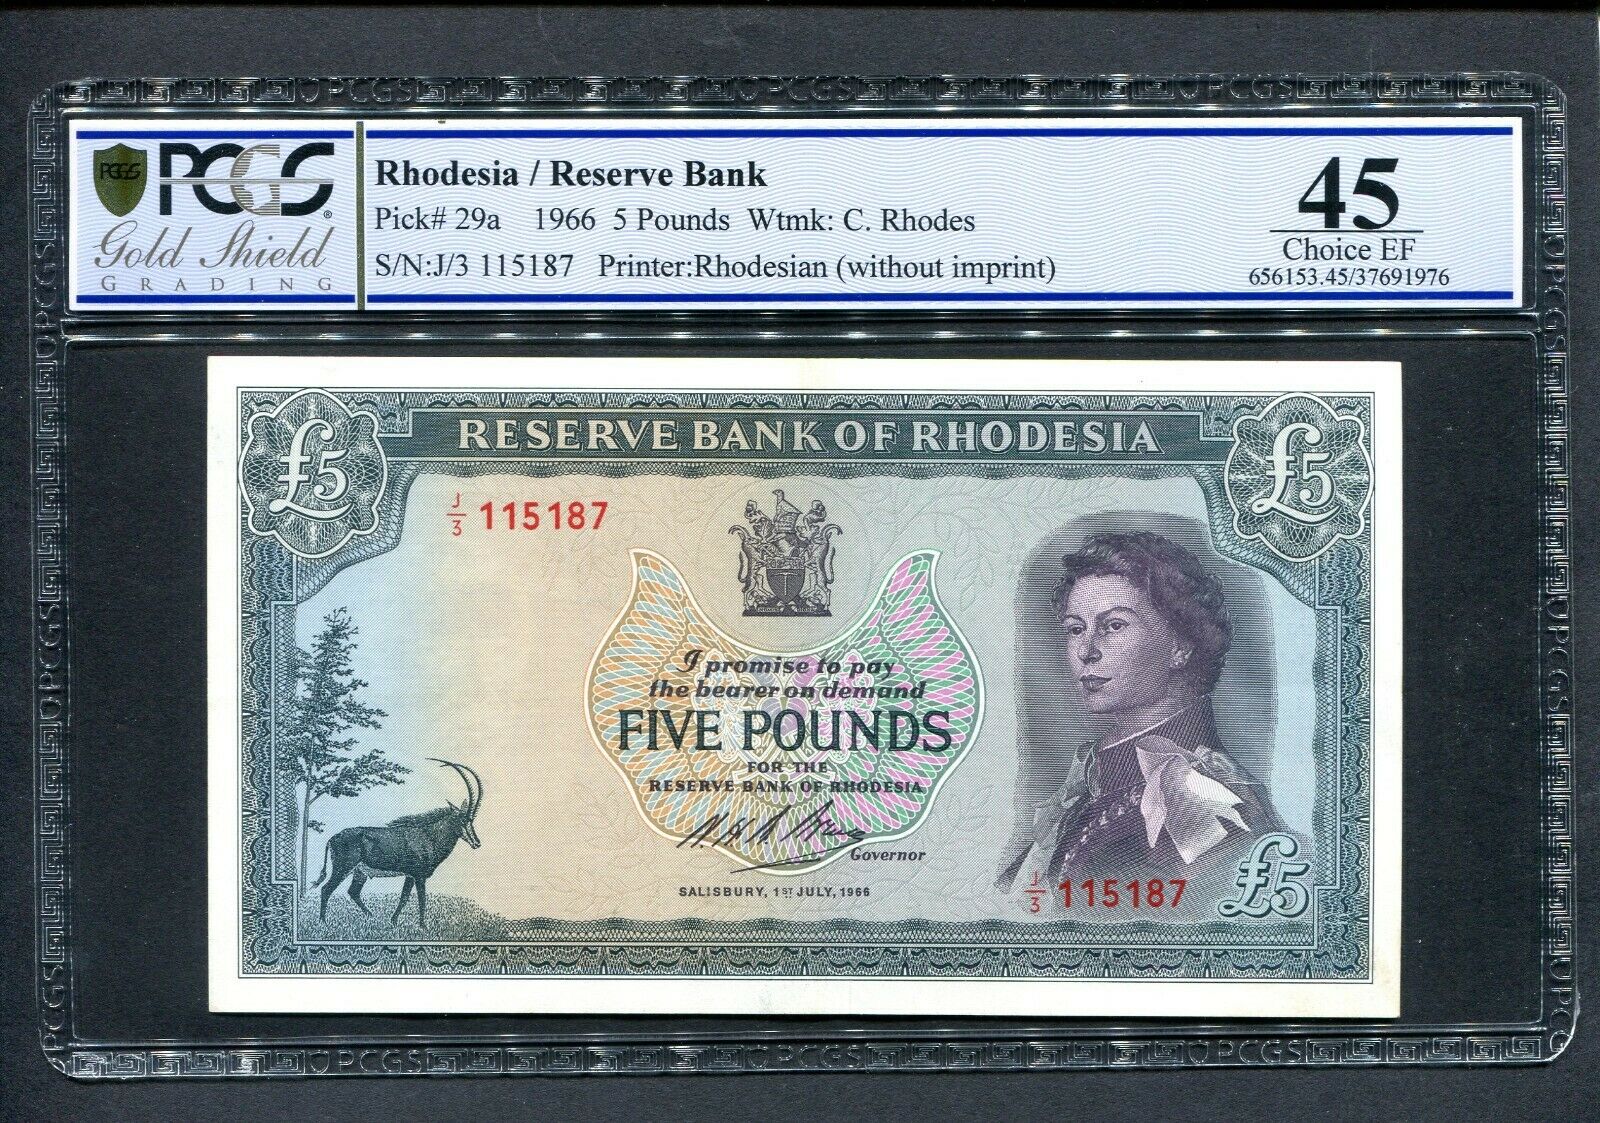 PCGS
PCGS
Gold Shield
GRADING
Rhodesia / Reserve Bank
Pick# 29a 1966 5 Pounds Wtmk: C. Rhodes
S/N:J/3 115187 Printer:Rhodesian (without imprint)
45
Choice EF
656153.45/37691976
£5
RESERVE BANK OF RHODESIA
£5
J/3 115187
I promise to pay
the bearer on demand
FIVE POUNDS
FOR THE
RESERVE BANK OF RHODESIA
Governor
SALISBURY, 1ST JULY, 1966
J/3 115187
£5